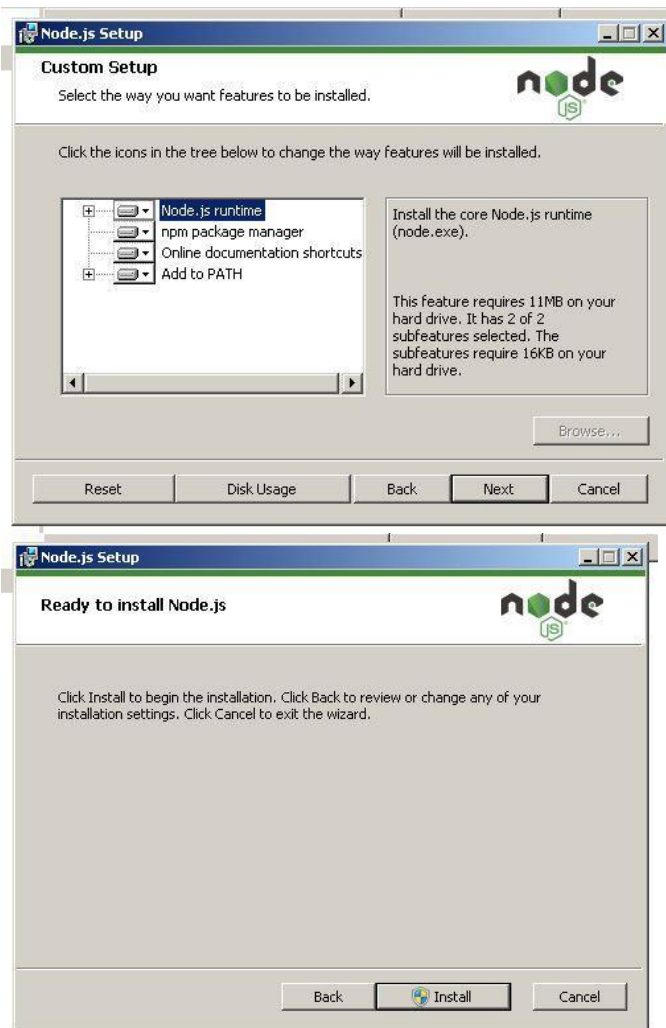 Node.js Setup
Custom Setup
Select the way you want features to be installed.
node
JS
Click the icons in the tree below to change the way features will be installed.
Node.js runtime
npm package manager
Online documentation shortcuts
Add to PATH
Install the core Node.js runtime
(node.exe).
This feature requires 11MB on your
hard drive. It has 2 of 2
subfeatures selected. The
subfeatures require 16KB on your
hard drive.
Browse...
Reset Disk Usage Back Next Cancel
Node.js Setup
Ready to install Node.js
node
JS
Click Install to begin the installation. Click Back to review or change any of your
installation settings. Click Cancel to exit the wizard.
Back Install Cancel